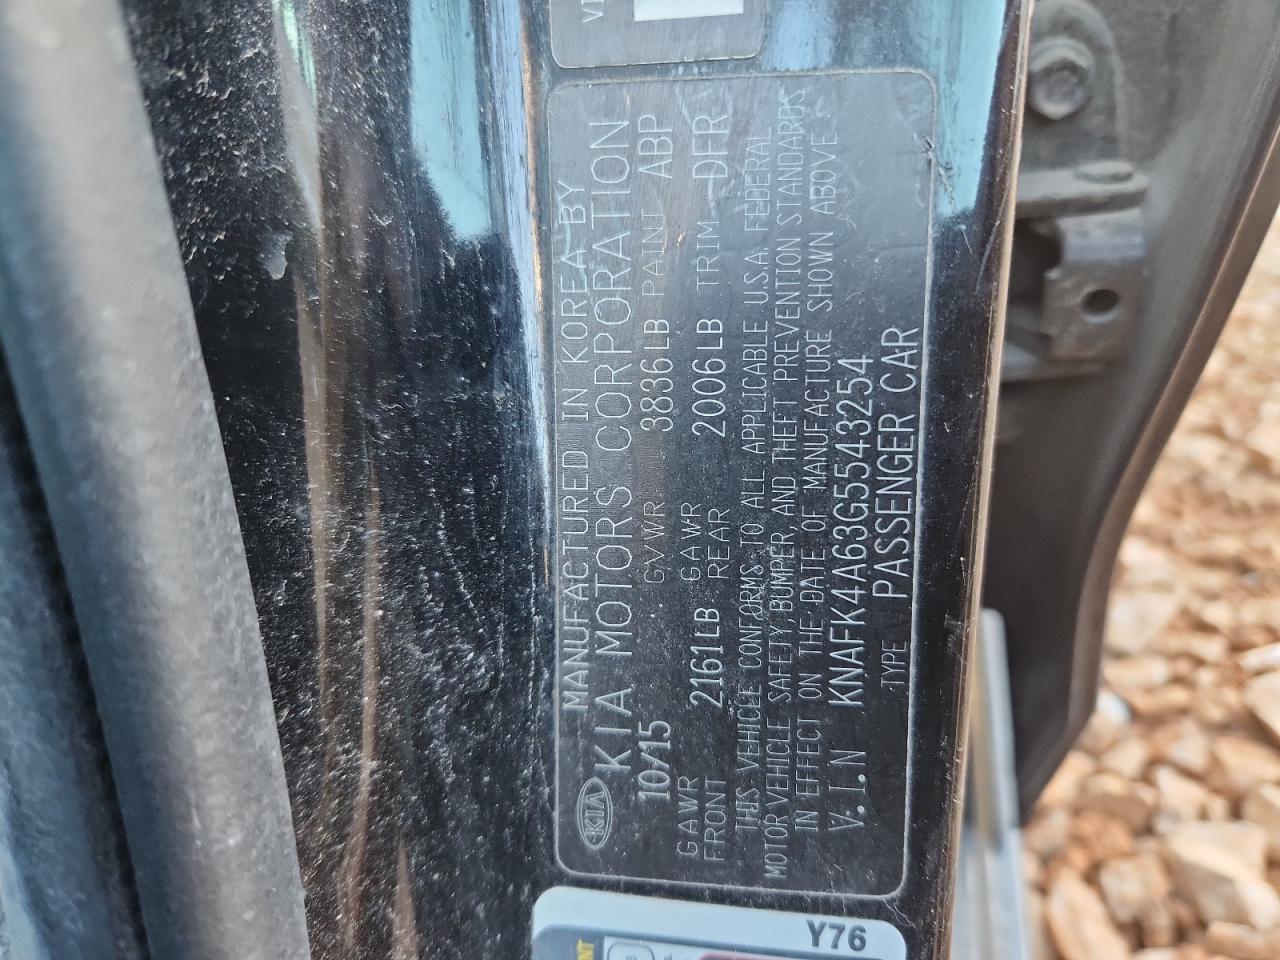 VI
KIA
MANUFACTURED IN KOREA BY
KIA MOTORS CORPORATION
10/15 GVWR 3836LB PAINT ABP
GAWR FRONT 2161LB GAWR REAR 2006LB TRIM DFR
THIS VEHICLE CONFORMS TO ALL APPLICABLE U.S.A. FEDERAL
MOTOR VEHICLE SAFETY,BUMPER, AND THEFT PREVENTION STANDARDS
IN EFFECT ON THE DATE OF MANUFACTURE SHOWN ABOVE
V.I.N KNAFK4A63G5543254
TYPE PASSENGER CAR
Y76